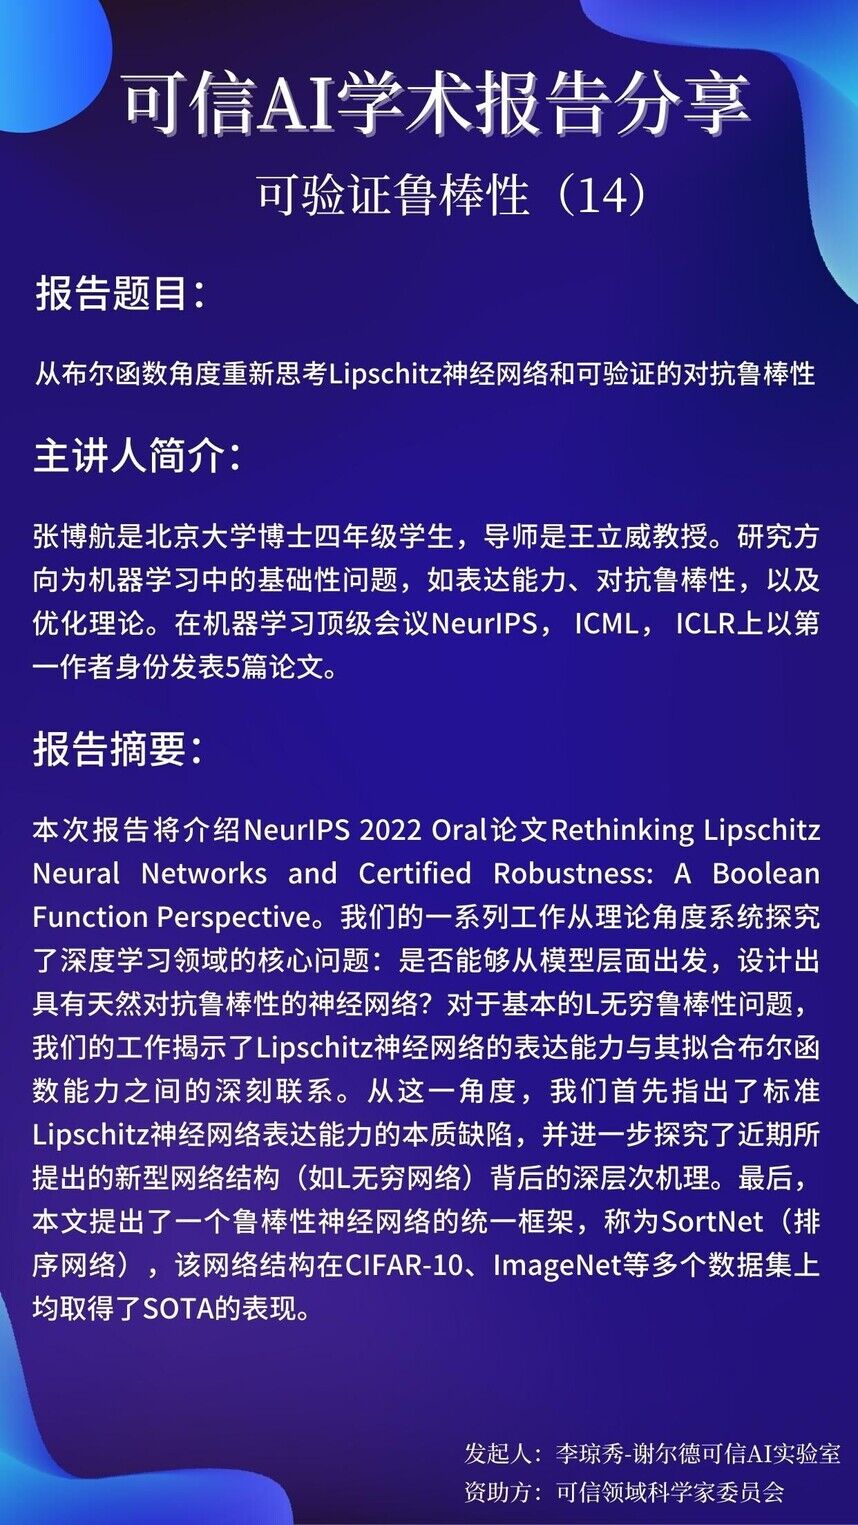 可信AI学术报告分享
可验证鲁棒性（14）
报告题目：
从布尔函数角度重新思考Lipschitz神经网络和可验证的对抗鲁棒性
主讲人简介：
张博航是北京大学博士四年级学生，导师是王立威教授。研究方
向为机器学习中的基础性问题，如表达能力、对抗鲁棒性，以及
优化理论。在机器学习顶级会议NeurIPS， ICML， ICLR上以第
一作者身份发表5篇论文。
报告摘要：
本次报告将介绍NeurIPS 2022 Oral论文Rethinking Lipschitz
Neural Networks and Certified Robustness: A Boolean
Function Perspective。我们的一系列工作从理论角度系统探究
了深度学习领域的核心问题：是否能够从模型层面出发，设计出
具有天然对抗鲁棒性的神经网络？对于基本的L无穷鲁棒性问题，
我们的工作揭示了Lipschitz神经网络的表达能力与其拟合布尔函
数能力之间的深刻联系。从这一角度，我们首先指出了标准
Lipschitz神经网络表达能力的本质缺陷，并进一步探究了近期所
提出的新型网络结构（如L无穷网络）背后的深层次机理。最后，
本文提出了一个鲁棒性神经网络的统一框架，称为SortNet（排
序网络），该网络结构在CIFAR-10、ImageNet等多个数据集上
均取得了SOTA的表现。
发起人：李琼秀-谢尔德可信AI实验室
资助方：可信领域科学家委员会